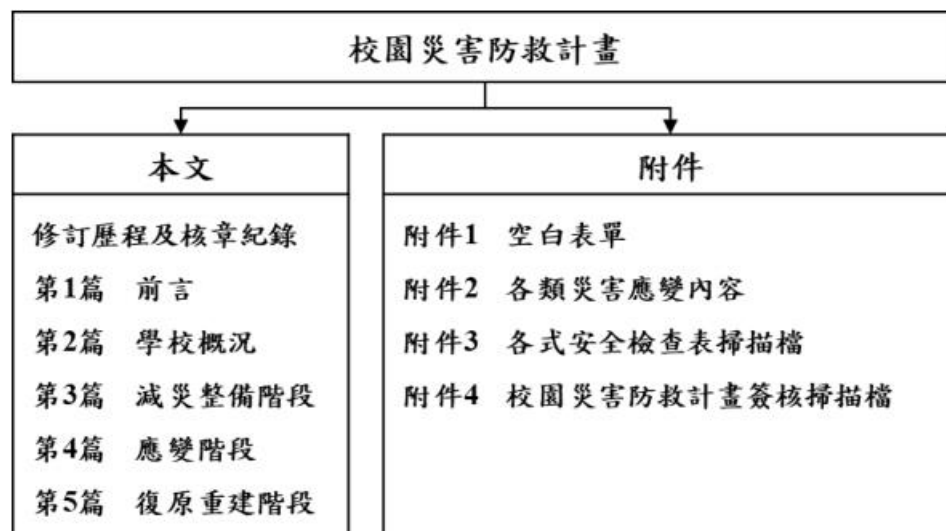 校園災害防救計畫
本文
修訂歷程及核章紀錄
第1篇 前言
第2篇 學校概況
第3篇 減災整備階段
第4篇 應變階段
第5篇 復原重建階段
附件
附件1 空白表單
附件2 各類災害應變內容
附件3 各式安全檢查表掃描檔
附件4 校園災害防救計畫簽核掃描檔